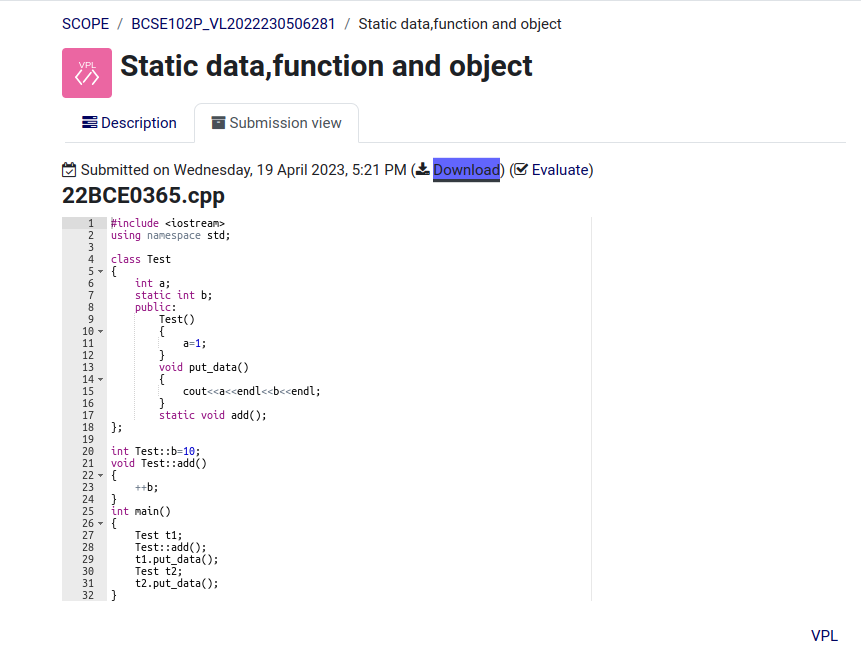 SCOPE / BCSE102P_VL2022230506281 / Static data,function and object
VPL
Static data,function and object
Description
Submission view
Submitted on Wednesday, 19 April 2023, 5:21 PM (Download) (Evaluate)
22BCE0365.cpp
1 #include <iostream>
2 using namespace std;
3
4 class Test
5 {
6     int a;
7     static int b;
8     public:
9         Test()
10         {
11             a=1;
12         }
13         void put_data()
14         {
15             cout<<a<<endl<<b<<endl;
16         }
17         static void add();
18 };
19
20 int Test::b=10;
21 void Test::add()
22 {
23     ++b;
24 }
25 int main()
26 {
27     Test t1;
28     Test::add();
29     t1.put_data();
30     Test t2;
31     t2.put_data();
32 }
VPL